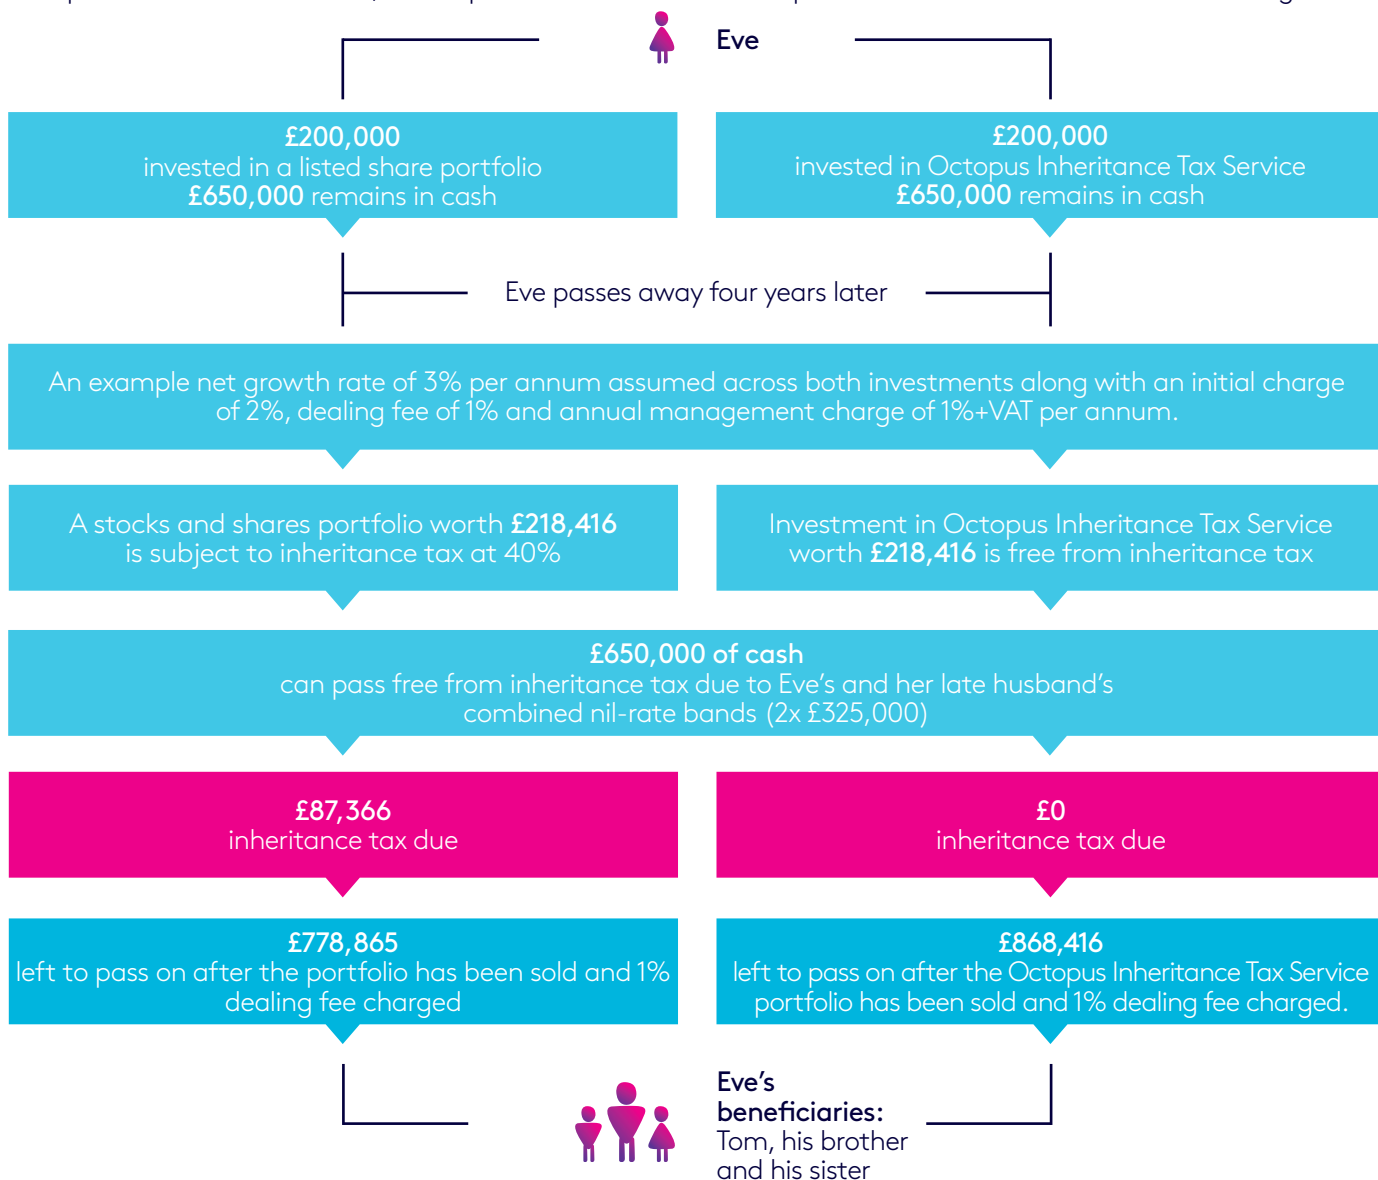 Eve
£200,000
invested in a listed share portfolio
£650,000 remains in cash
£200,000
invested in Octopus Inheritance Tax Service
£650,000 remains in cash
Eve passes away four years later
An example net growth rate of 3% per annum assumed across both investments along with an initial charge
of 2%, dealing fee of 1% and annual management charge of 1%+VAT per annum.
A stocks and shares portfolio worth £218,416
is subject to inheritance tax at 40%
Investment in Octopus Inheritance Tax Service
worth £218,416 is free from inheritance tax
£650,000 of cash
can pass free from inheritance tax due to Eve’s and her late husband’s
combined nil-rate bands (2x £325,000)
£87,366
inheritance tax due
£0
inheritance tax due
£778,865
left to pass on after the portfolio has been sold and 1%
dealing fee charged
£868,416
left to pass on after the Octopus Inheritance Tax Service
portfolio has been sold and 1% dealing fee charged.
Eve’s
beneficiaries:
Tom, his brother
and his sister